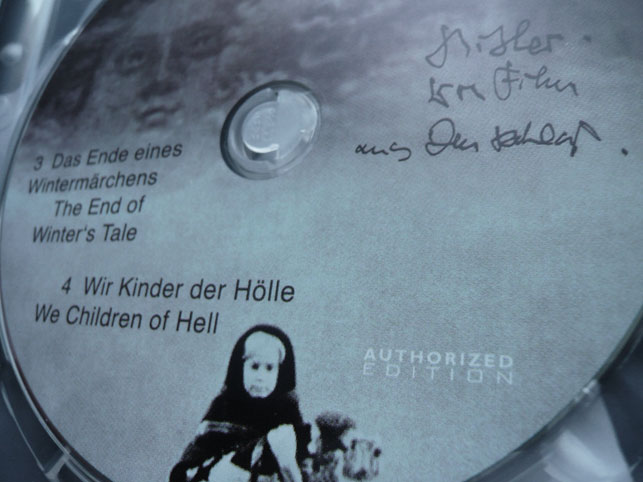 Hitler -
ein Film
aus Deutschland.
3 Das Ende eines
Wintermärchens
The End of
Winter's Tale
4 Wir Kinder der Hölle
We Children of Hell
AUTHORIZED
EDITION